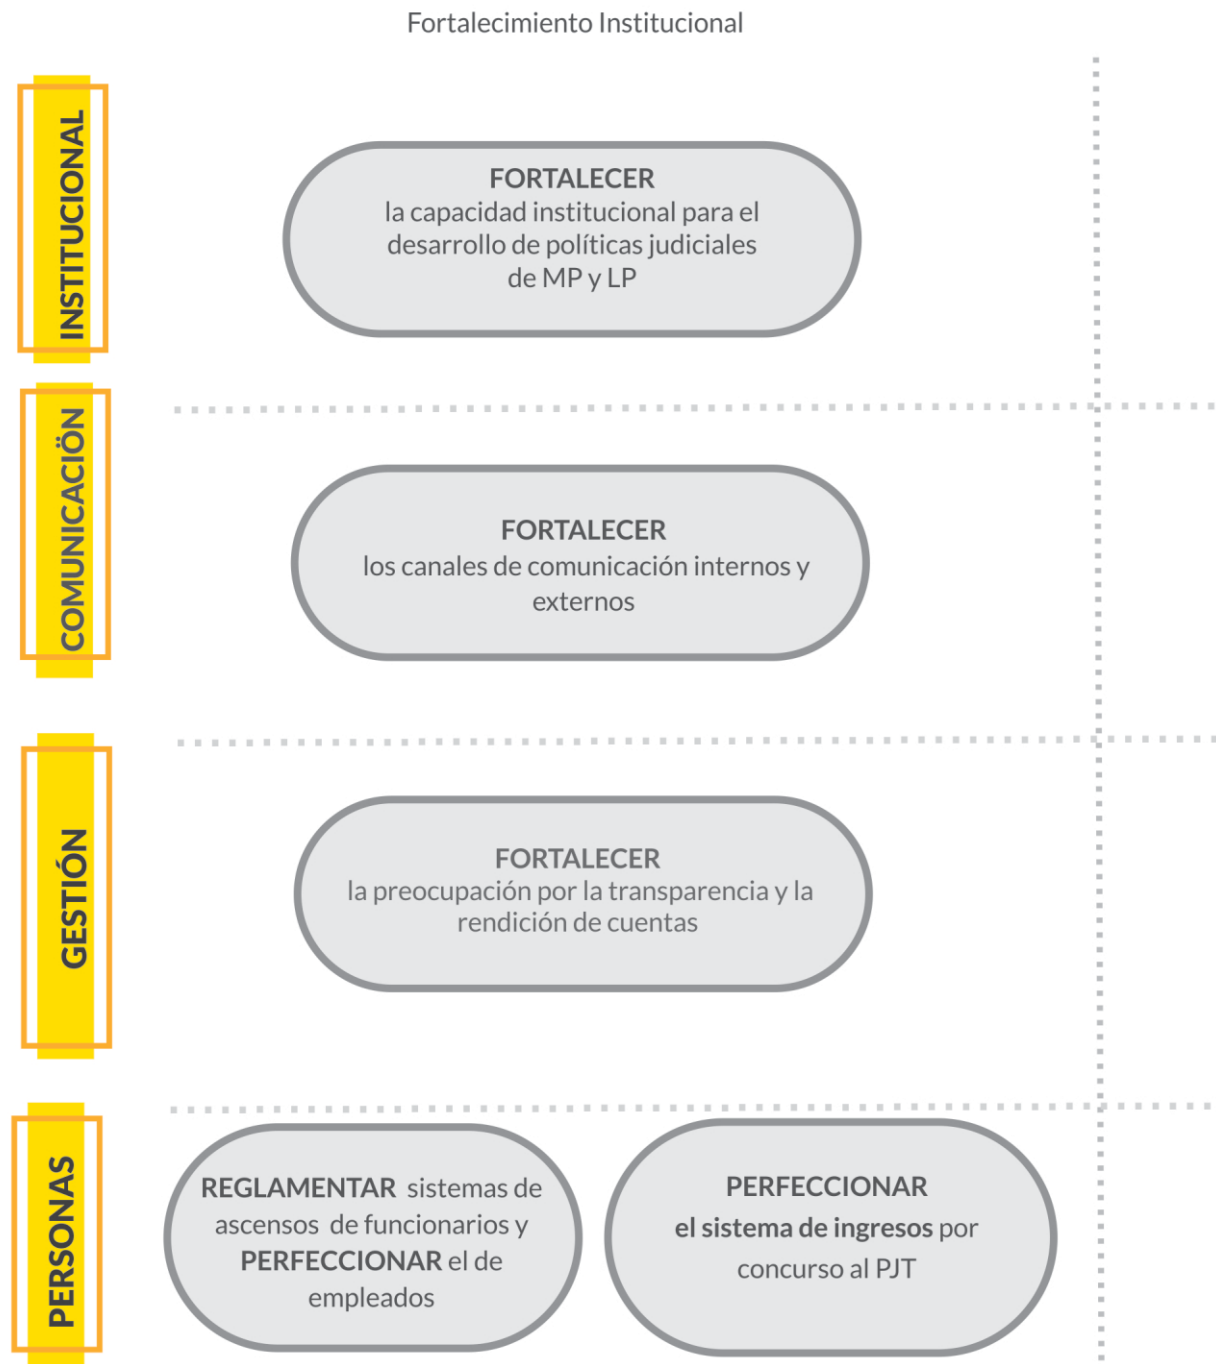 Fortalecimiento Institucional
INSTITUCIONAL
FORTALECER
la capacidad institucional para el
desarrollo de políticas judiciales
de MP y LP
COMUNICACIÖN
FORTALECER
los canales de comunicación internos y
externos
GESTIÓN
FORTALECER
la preocupación por la transparencia y la
rendición de cuentas
PERSONAS
REGLAMENTAR sistemas de
ascensos de funcionarios y
PERFECCIONAR el de
empleados
PERFECCIONAR
el sistema de ingresos por
concurso al PJT